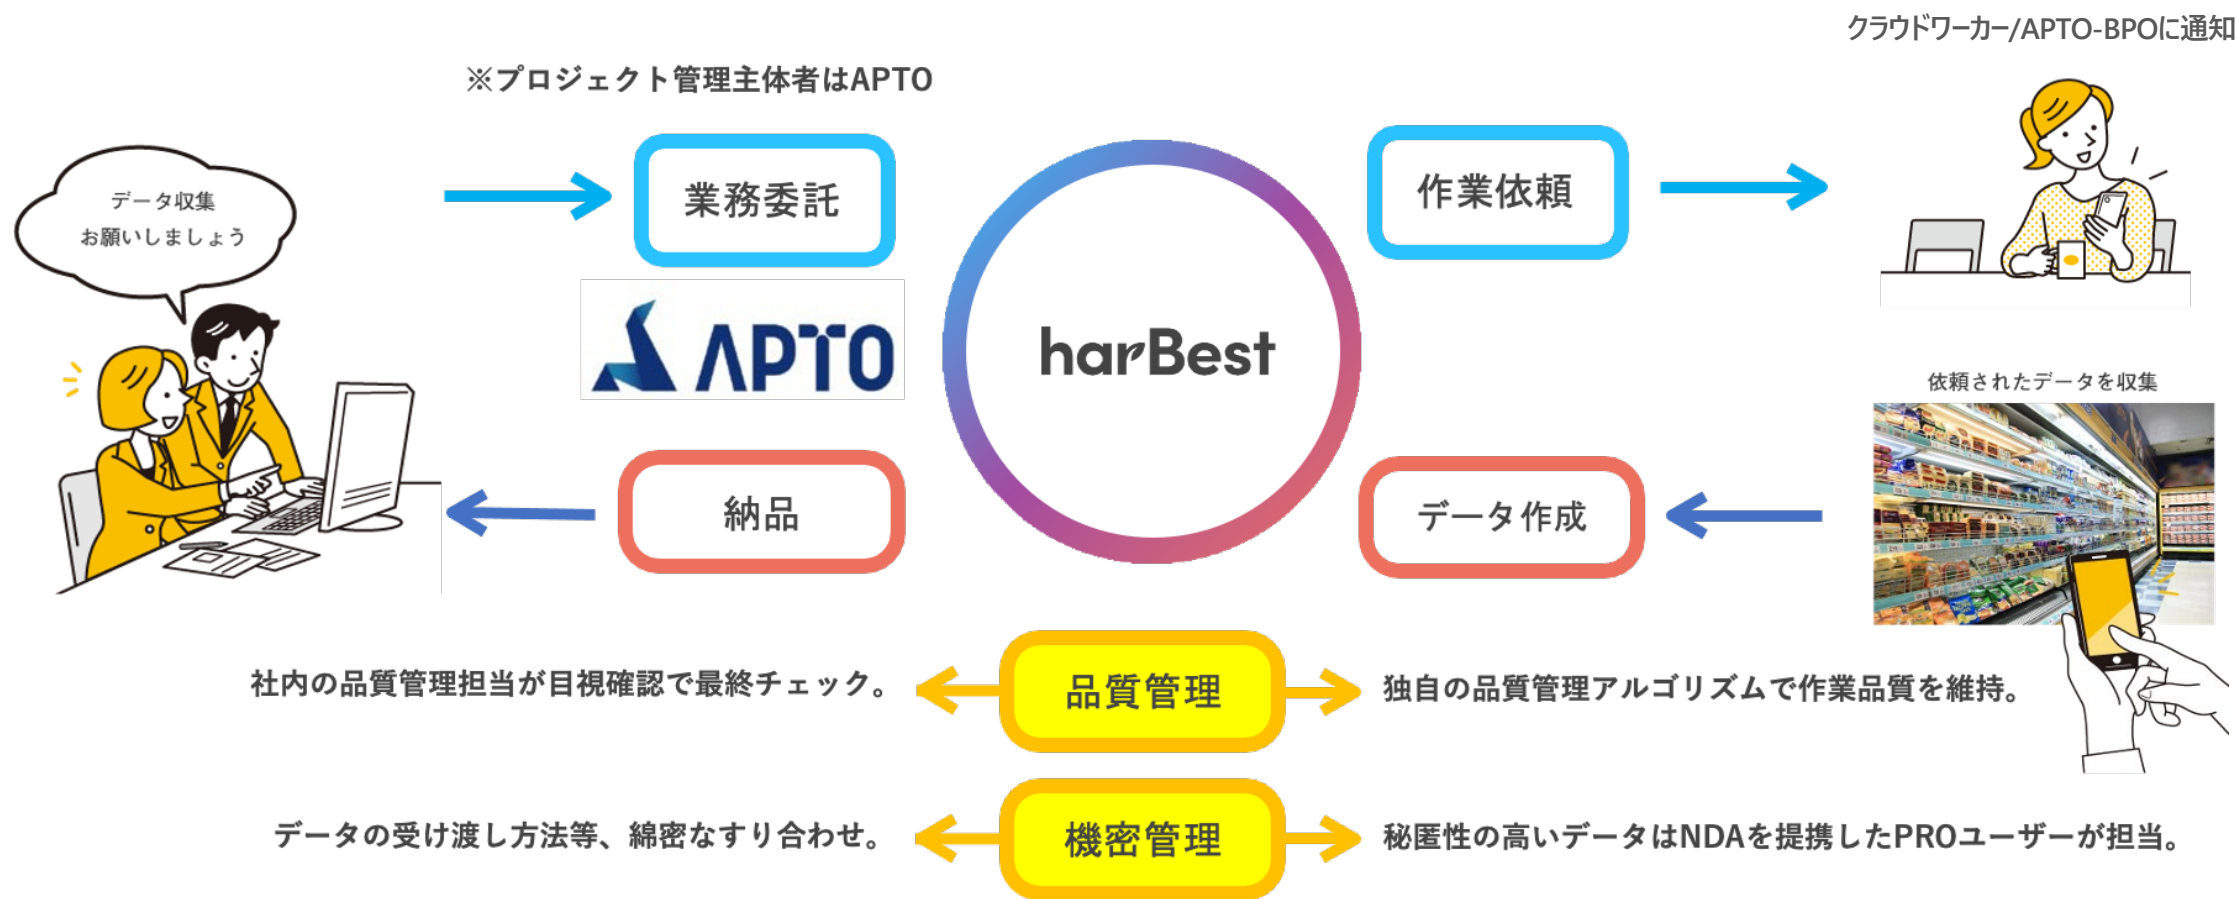 クラウドワーカー/APTO-BPOに通知
※プロジェクト管理主体者はAPTO
データ収集
お願いしましょう
業務委託
作業依頼
APTO
harBest
依頼されたデータを収集
納品
データ作成
社内の品質管理担当が目視確認で最終チェック。
品質管理
独自の品質管理アルゴリズムで作業品質を維持。
データの受け渡し方法等、綿密なすり合わせ。
機密管理
秘匿性の高いデータはNDAを提携したPROユーザーが担当。